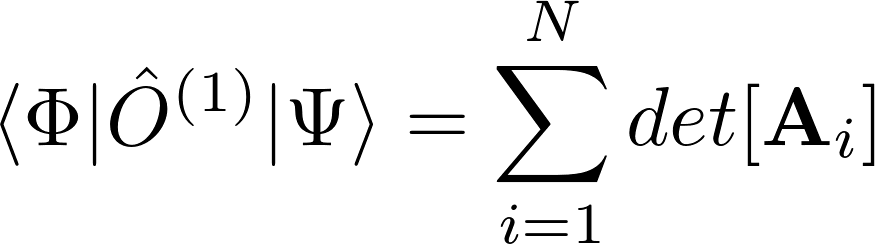 ⟨Φ|Ô⁽¹⁾|Ψ⟩ = ∑_{i=1}^{N} det[𝐀_i]